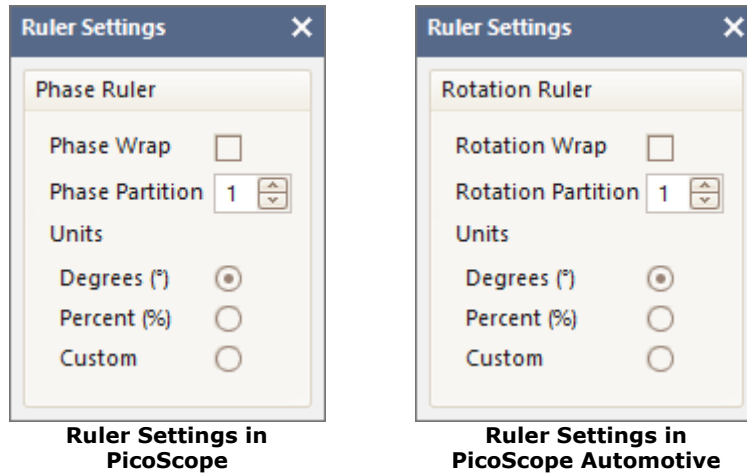 Ruler Settings
Phase Ruler
Phase Wrap
Phase Partition 1
Units
Degrees (°)
Percent (%)
Custom
Ruler Settings in
PicoScope
Ruler Settings
Rotation Ruler
Rotation Wrap
Rotation Partition 1
Units
Degrees (°)
Percent (%)
Custom
Ruler Settings in
PicoScope Automotive